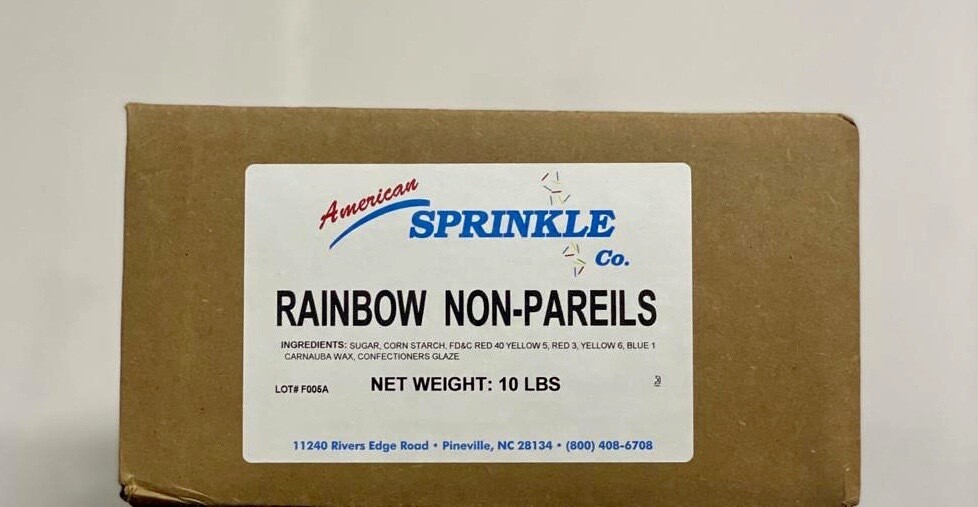 American
SPRINKLE
Co.
RAINBOW NON-PAREILS
INGREDIENTS: SUGAR, CORN STARCH, FD&C RED 40 YELLOW 5, RED 3, YELLOW 6, BLUE 1
CARNAUBA WAX, CONFECTIONERS GLAZE
LOT# F005A NET WEIGHT: 10 LBS
11240 Rivers Edge Road • Pineville, NC 28134 • (800) 408-6708